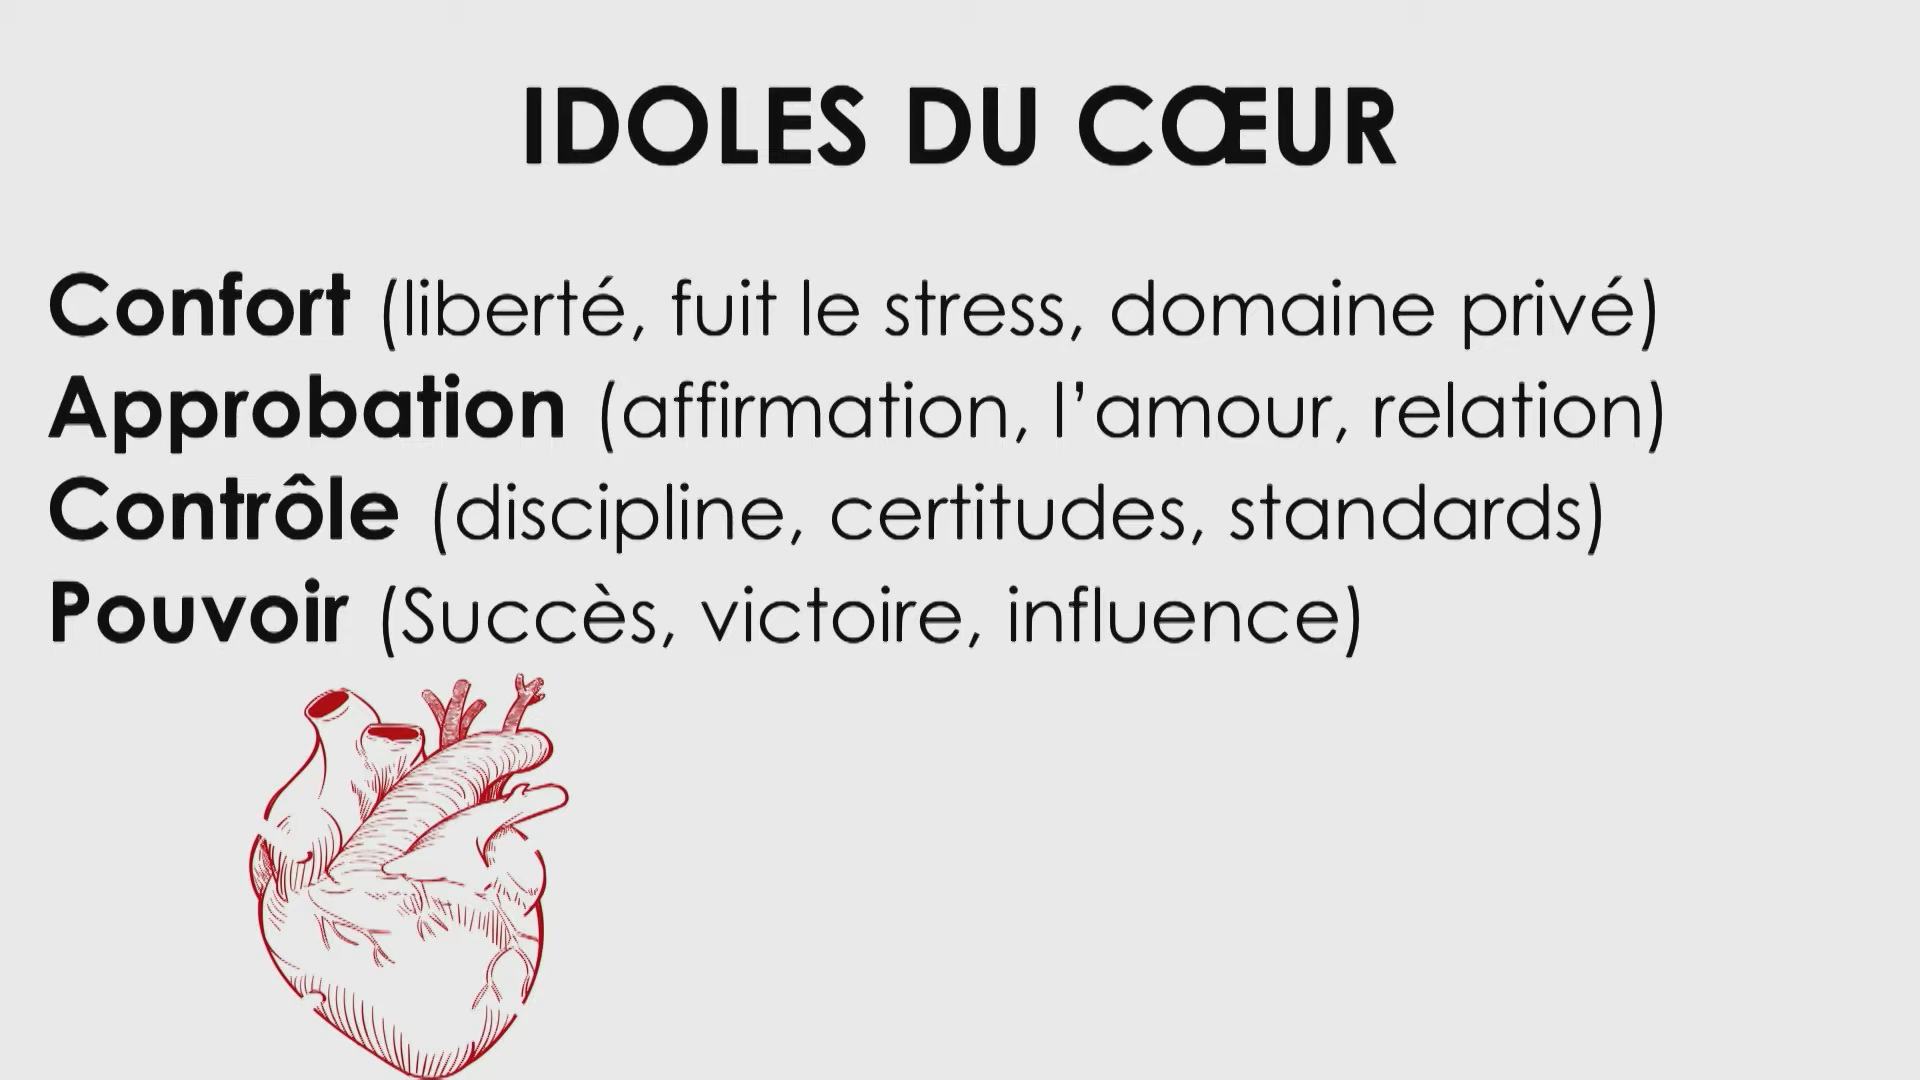 IDOLES DU CŒUR
Confort (liberté, fuit le stress, domaine privé)
Approbation (affirmation, l’amour, relation)
Contrôle (discipline, certitudes, standards)
Pouvoir (Succès, victoire, influence)